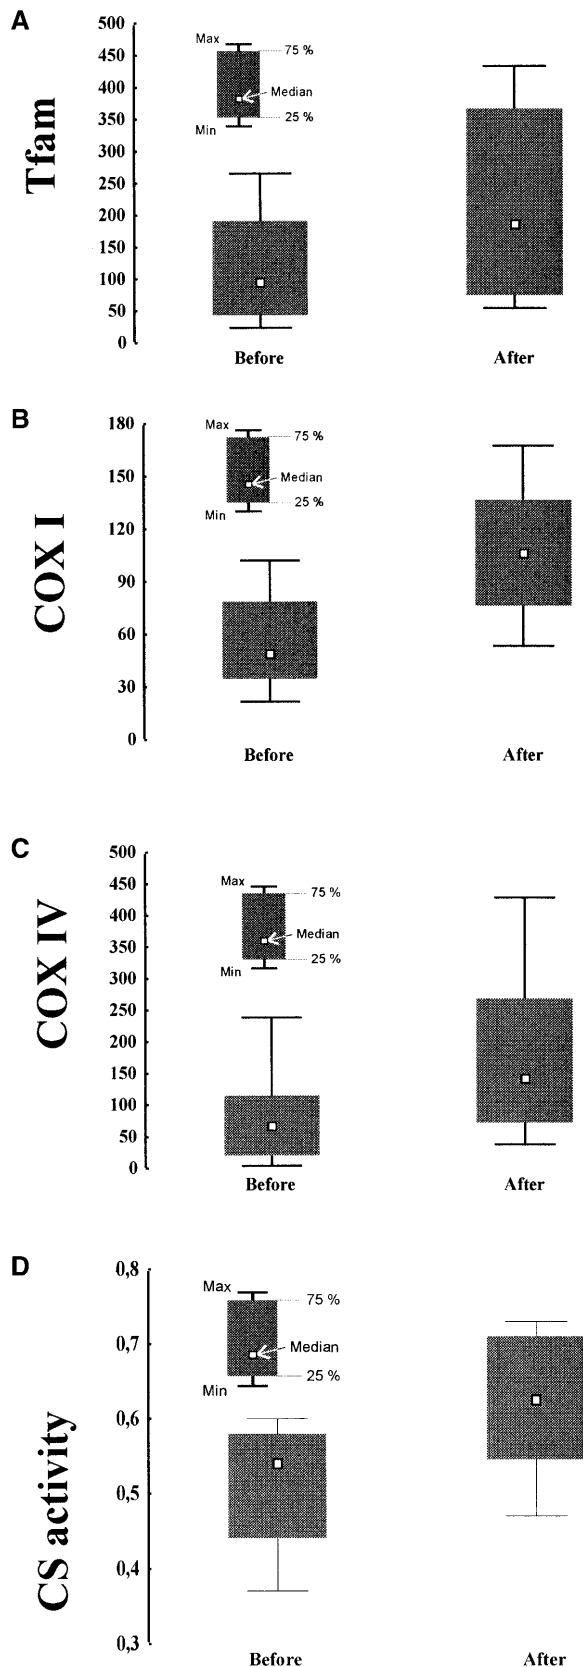 A
Tfam
500
450
400
350
300
250
200
150
100
50
0
Max
75 %
Median
25 %
Min
Before
After
B
COX I
180
150
120
90
60
30
0
Max
75 %
Median
25 %
Min
Before
After
C
COX IV
500
450
400
350
300
250
200
150
100
50
0
Max
75 %
Median
25 %
Min
Before
After
D
CS activity
0,8
0,7
0,6
0,5
0,4
0,3
Max
75 %
Median
25 %
Min
Before
After